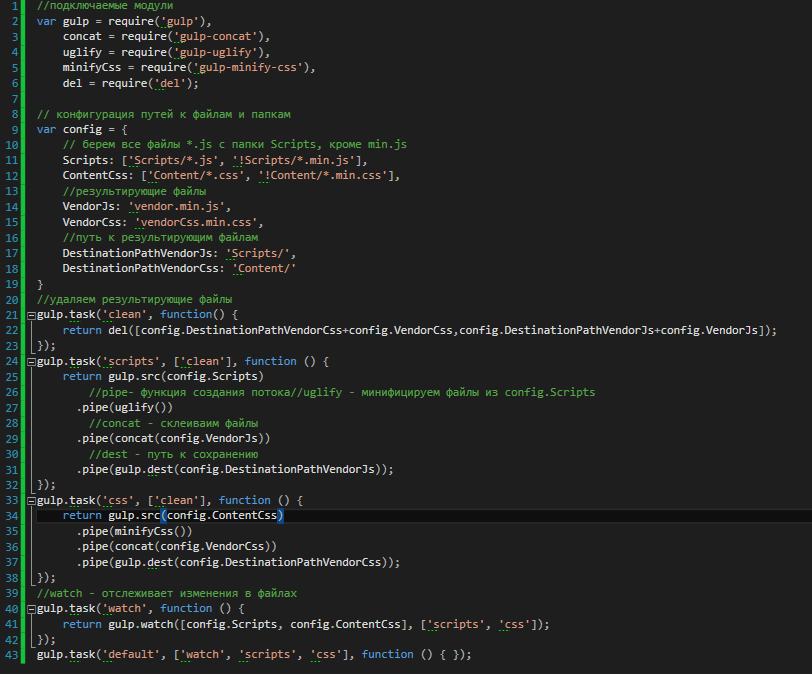 1 //подключаемые модули
2 var gulp = require('gulp'),
3     concat = require('gulp-concat'),
4     uglify = require('gulp-uglify'),
5     minifyCss = require('gulp-minify-css'),
6     del = require('del');
7
8 // конфигурация путей к файлам и папкам
9 var config = {
10     // берем все файлы *.js с папки Scripts, кроме min.js
11     Scripts: ['Scripts/*.js', '!Scripts/*.min.js'],
12     ContentCss: ['Content/*.css', '!Content/*.min.css'],
13     //результирующие файлы
14     VendorJs: 'vendor.min.js',
15     VendorCss: 'vendorCss.min.css',
16     //путь к результирующим файлам
17     DestinationPathVendorJs: 'Scripts/',
18     DestinationPathVendorCss: 'Content/'
19 }
20 //удаляем результирующие файлы
21 gulp.task('clean', function() {
22     return del([config.DestinationPathVendorCss+config.VendorCss,config.DestinationPathVendorJs+config.VendorJs]);
23 });
24 gulp.task('scripts', ['clean'], function () {
25     return gulp.src(config.Scripts)
26         //pipe- функция создания потока//uglify - минифицируем файлы из config.Scripts
27       .pipe(uglify())
28         //concat - склеиваим файлы
29       .pipe(concat(config.VendorJs))
30         //dest - путь к сохранению
31       .pipe(gulp.dest(config.DestinationPathVendorJs));
32 });
33 gulp.task('css', ['clean'], function () {
34     return gulp.src(config.ContentCss)
35       .pipe(minifyCss())
36       .pipe(concat(config.VendorCss))
37       .pipe(gulp.dest(config.DestinationPathVendorCss));
38 });
39 //watch - отслеживает изменения в файлах
40 gulp.task('watch', function () {
41     return gulp.watch([config.Scripts, config.ContentCss], ['scripts', 'css']);
42 });
43 gulp.task('default', ['watch', 'scripts', 'css'], function () { });